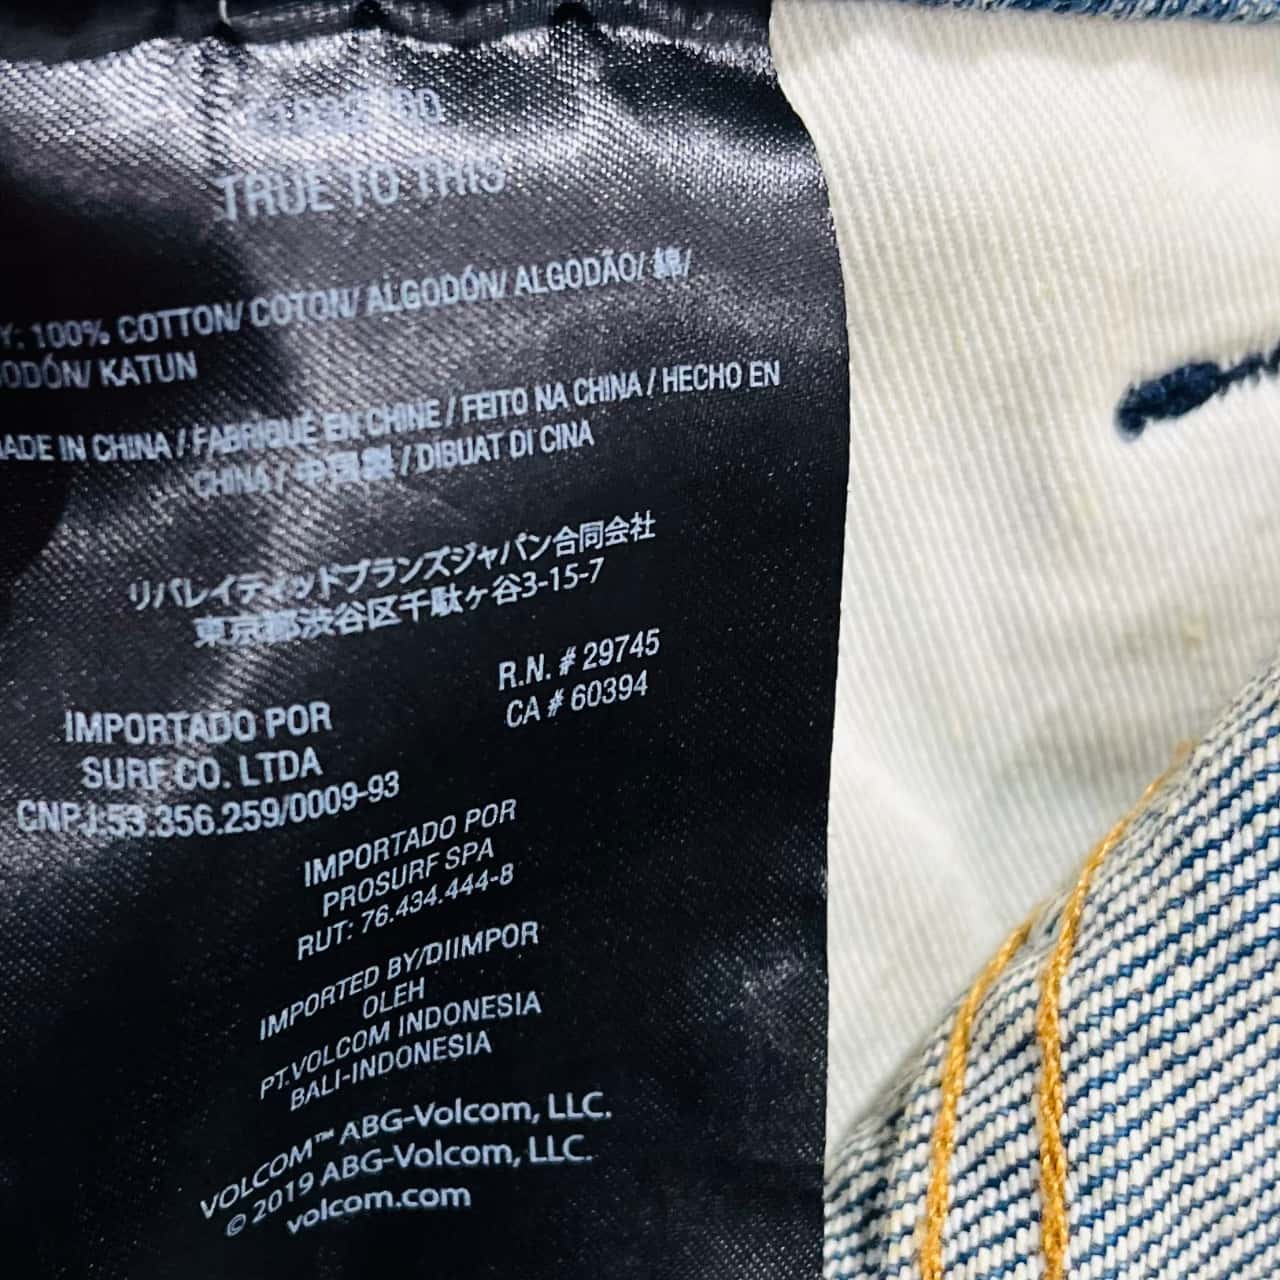 TRUE TO THIS
Y: 100% COTTON/ COTON/ ALGODÓN/ ALGODÃO/ 綿/
ODÓN/ KATUN
ADE IN CHINA / FABRIQUÉ EN CHINE / FEITO NA CHINA / HECHO EN
CHINA / 中国製 / DIBUAT DI CINA
リバレイティッドブランズジャパン合同会社
東京都渋谷区千駄ヶ谷3-15-7
R.N. # 29745
CA # 60394
IMPORTADO POR
SURF CO. LTDA
CNPJ:53.356.259/0009-93
IMPORTADO POR
PROSURF SPA
RUT: 76.434.444-8
IMPORTED BY/DIIMPOR
OLEH
PT.VOLCOM INDONESIA
BALI-INDONESIA
VOLCOM™ ABG-Volcom, LLC.
© 2019 ABG-Volcom, LLC.
volcom.com